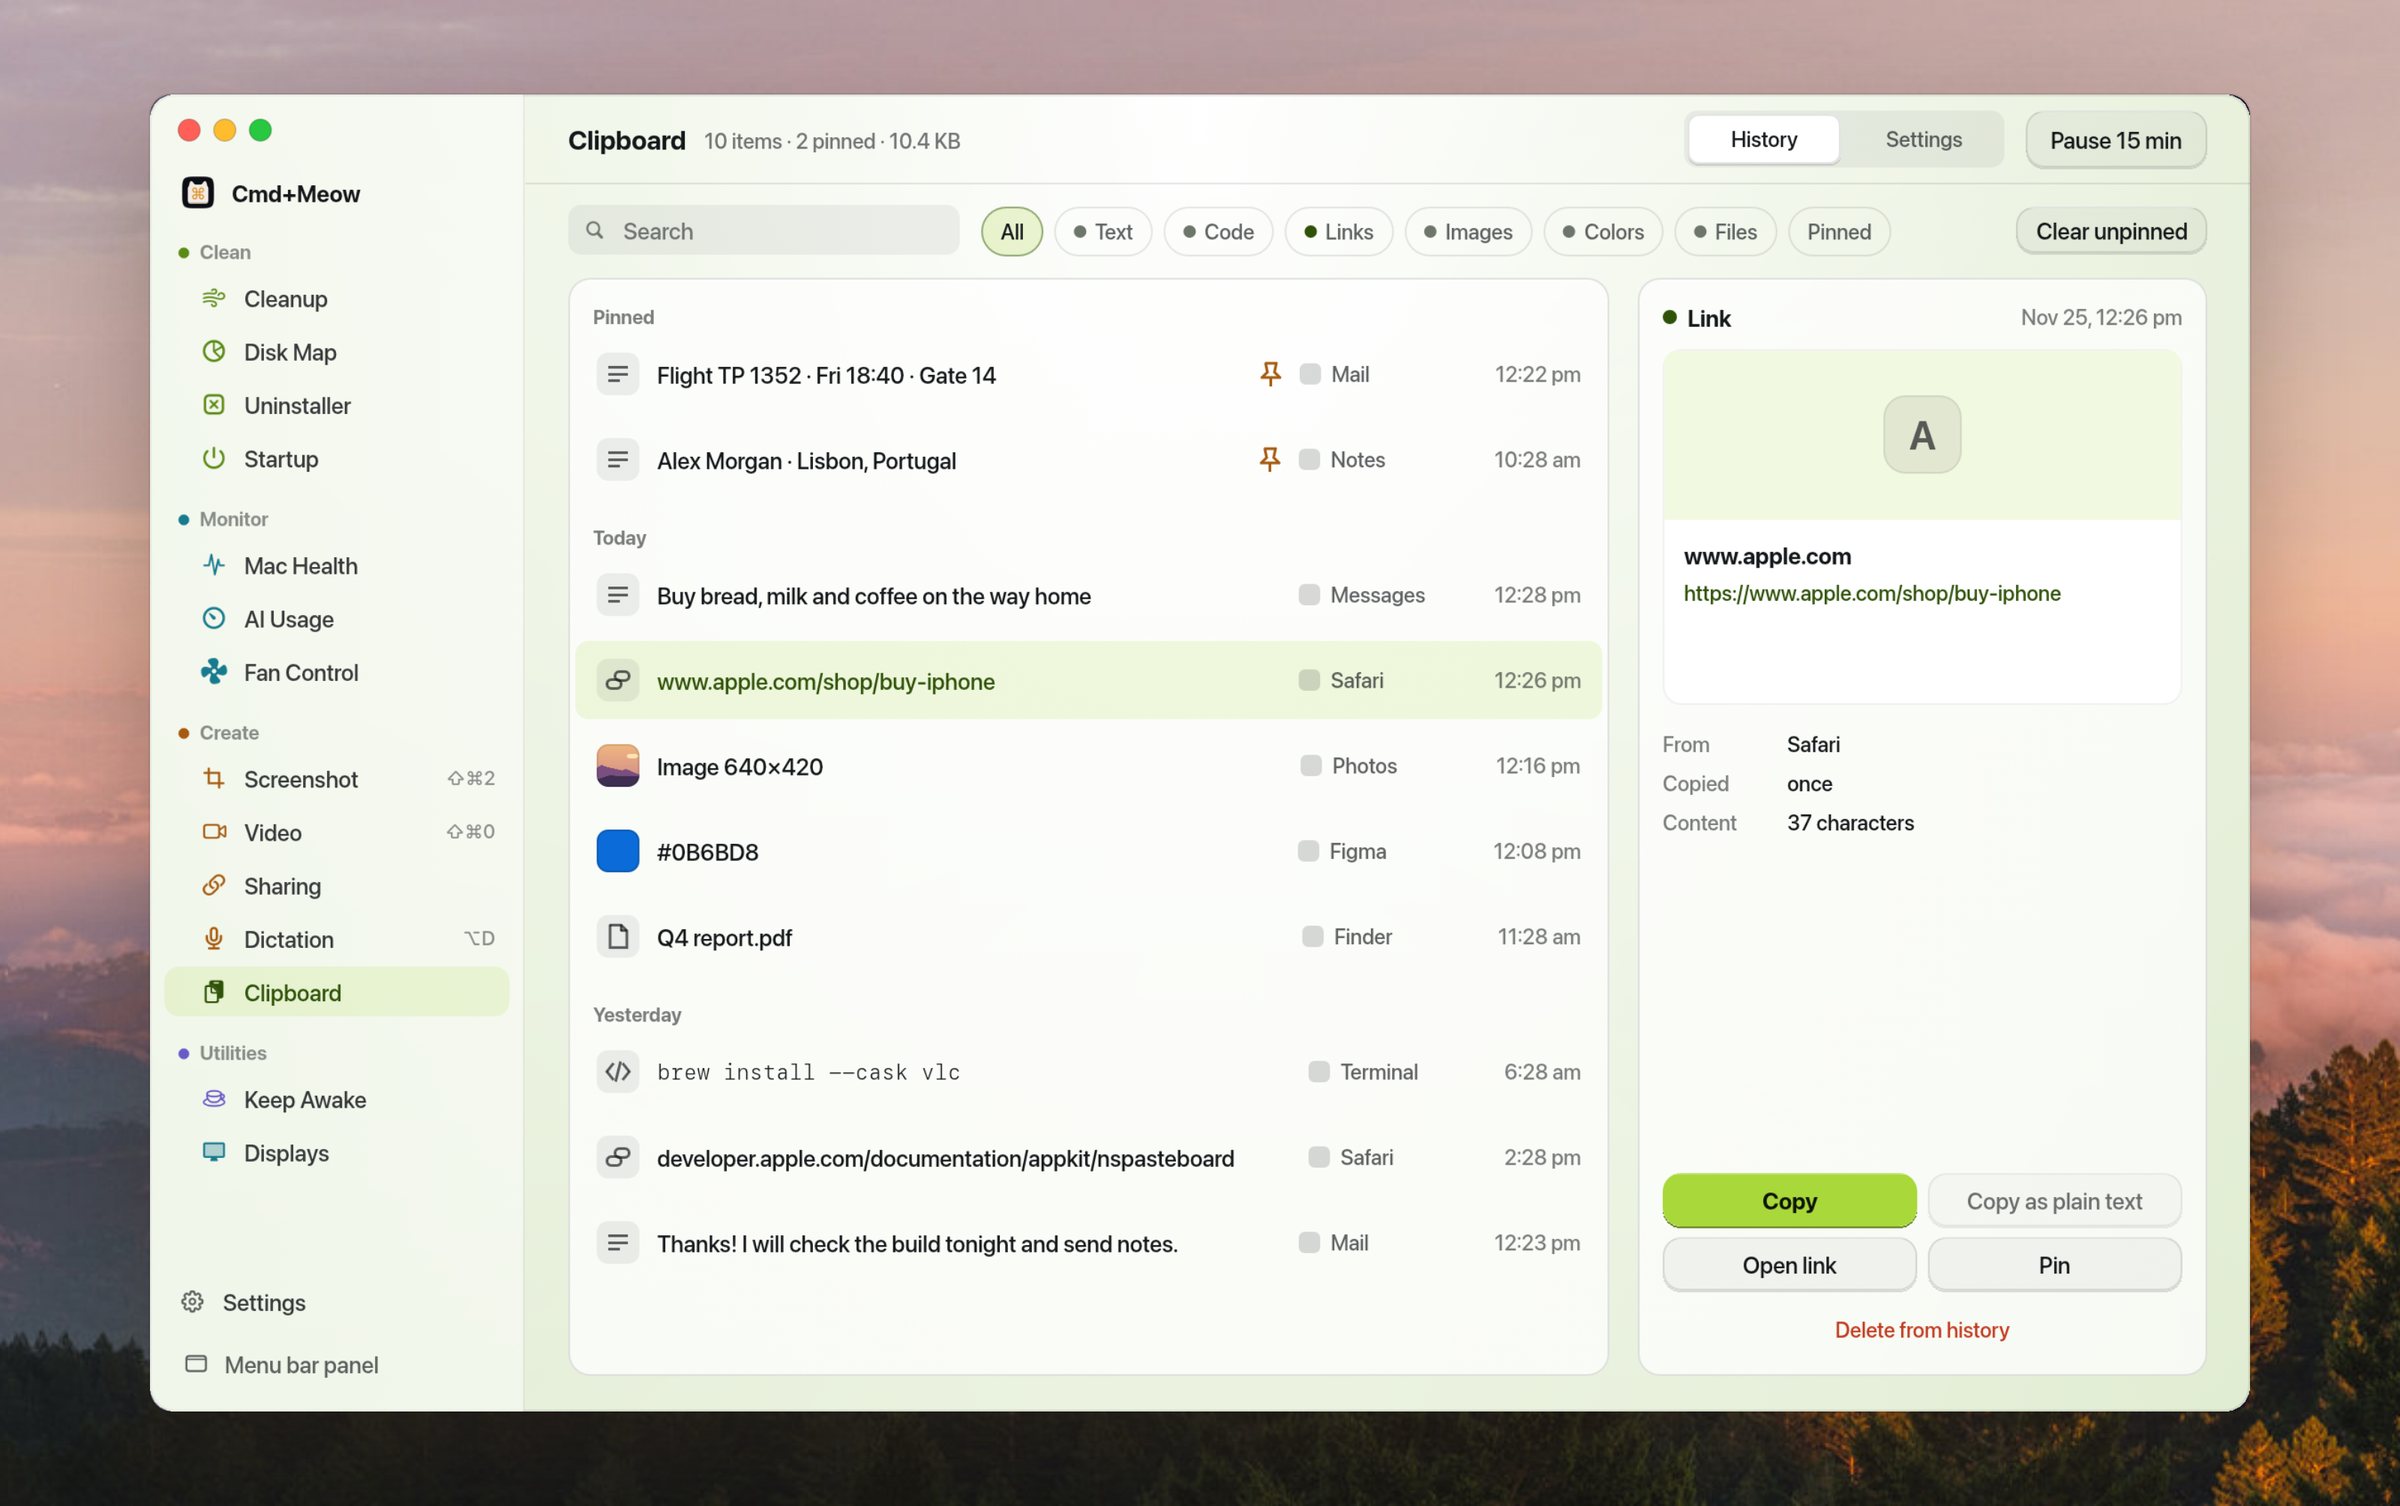 Cmd+Meow
Clean
Cleanup
Disk Map
Uninstaller
Startup
Monitor
Mac Health
AI Usage
Fan Control
Create
Screenshot ⇧⌘2
Video ⇧⌘0
Sharing
Dictation ⌥D
Clipboard
Utilities
Keep Awake
Displays
Settings
Menu bar panel
Clipboard 10 items · 2 pinned · 10.4 KB
History Settings Pause 15 min
Search All Text Code Links Images Colors Files Pinned Clear unpinned
Pinned
Flight TP 1352 · Fri 18:40 · Gate 14 Mail 12:22 pm
Alex Morgan · Lisbon, Portugal Notes 10:28 am
Today
Buy bread, milk and coffee on the way home Messages 12:28 pm
www.apple.com/shop/buy-iphone Safari 12:26 pm
Image 640×420 Photos 12:16 pm
#0B6BD8 Figma 12:08 pm
Q4 report.pdf Finder 11:28 am
Yesterday
brew install --cask vlc Terminal 6:28 am
developer.apple.com/documentation/appkit/nspasteboard Safari 2:28 pm
Thanks! I will check the build tonight and send notes. Mail 12:23 pm
Link Nov 25, 12:26 pm
A
www.apple.com
https://www.apple.com/shop/buy-iphone
From Safari
Copied once
Content 37 characters
Copy Copy as plain text
Open link Pin
Delete from history